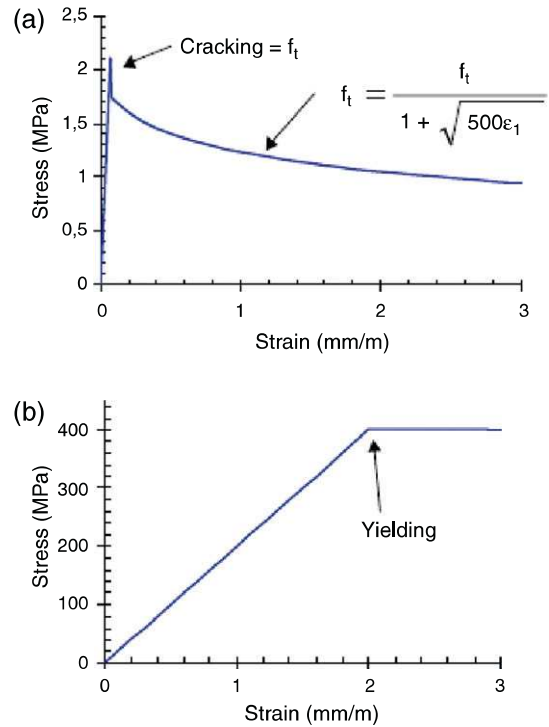 (a)
2,5
2
1,5
1
0,5
0
Stress (MPa)
Cracking = fₜ
fₜ = fₜ / 1 + √500ε₁
0 1 2 3
Strain (mm/m)
(b)
400
300
200
100
0
Stress (MPa)
Yielding
0 1 2 3
Strain (mm/m)